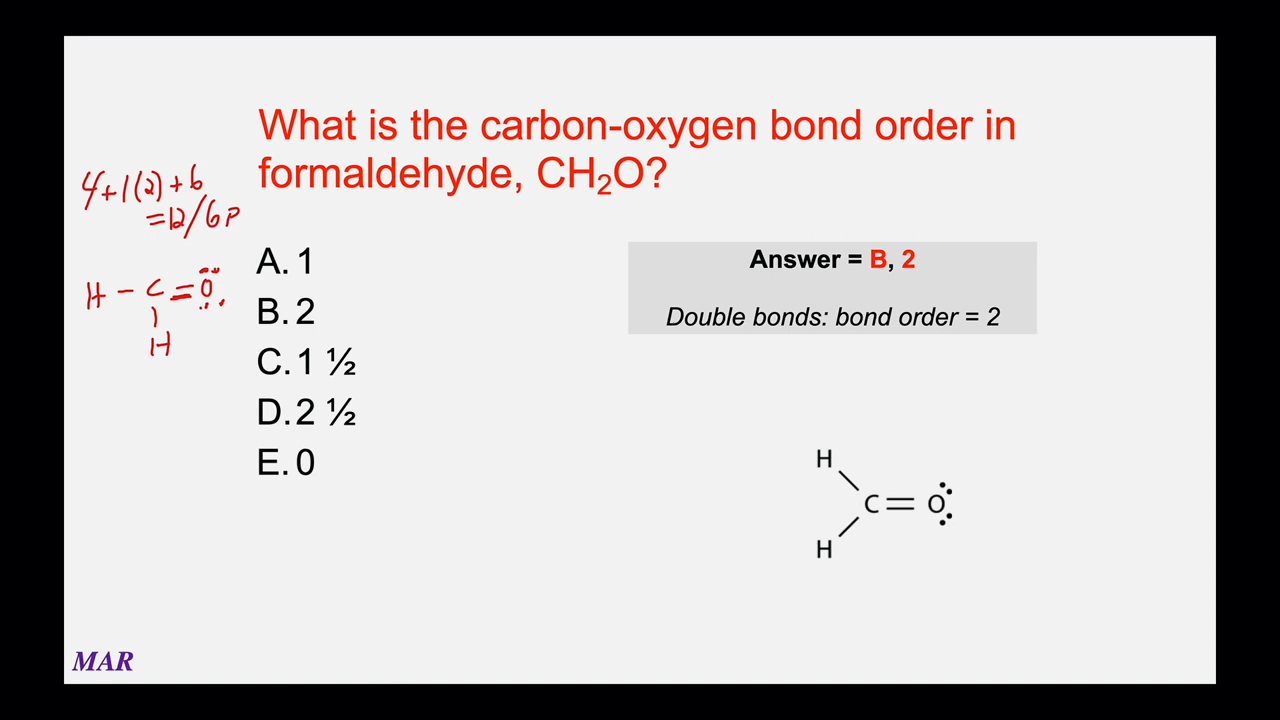 What is the carbon-oxygen bond order in
formaldehyde, CH₂O?
4+1(2)+6
=12/6P
H - C = O
H
A. 1
B. 2
C. 1 ½
D. 2 ½
E. 0
Answer = B, 2
Double bonds: bond order = 2
H
C = O
H
MAR